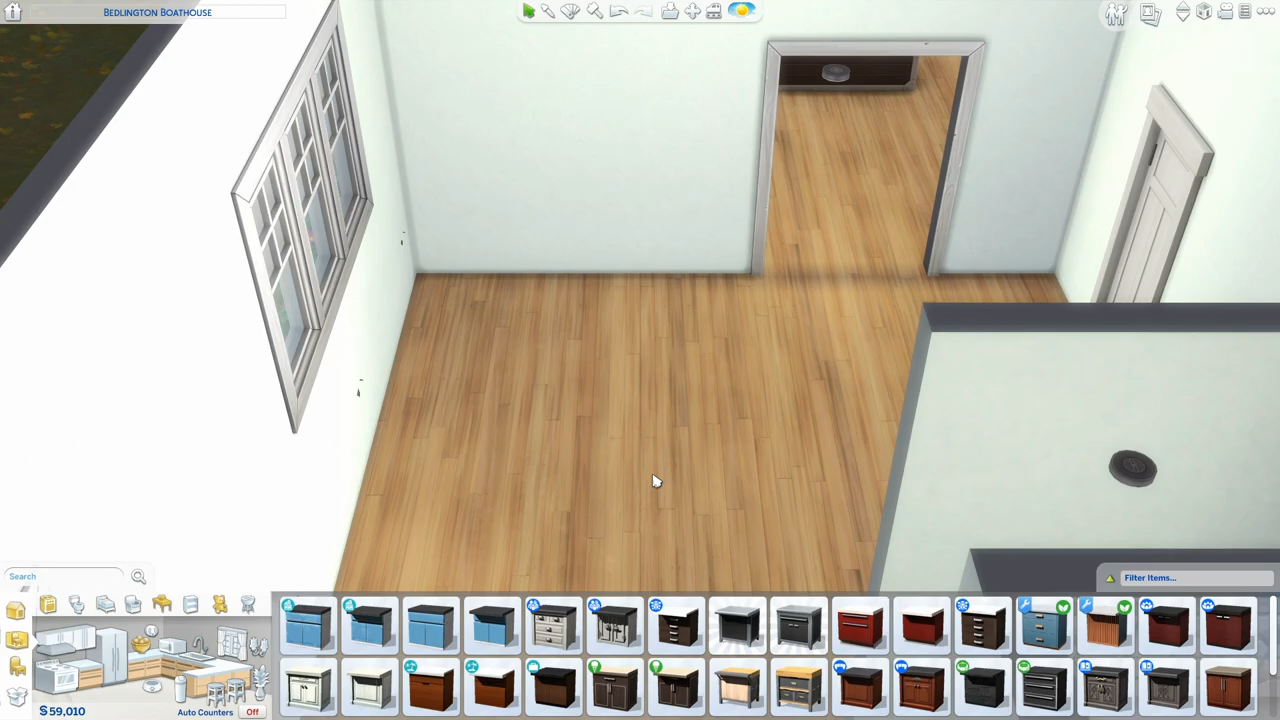 BEDLINGTON BOATHOUSE
Search
Filter Items...
§59,010
Auto Counters Off